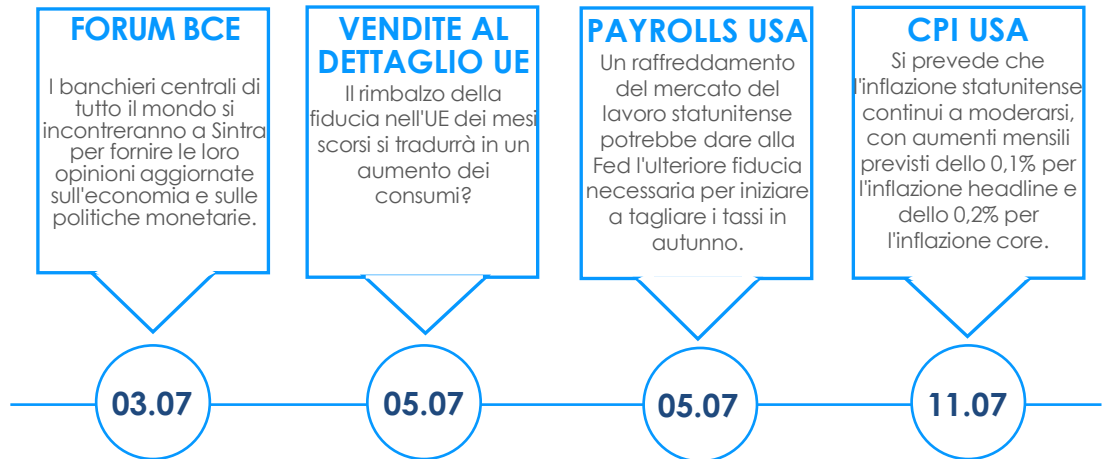 FORUM BCE
I banchieri centrali di
tutto il mondo si
incontreranno a Sintra
per fornire le loro
opinioni aggiornate
sull'economia e sulle
politiche monetarie.
03.07
VENDITE AL
DETTAGLIO UE
Il rimbalzo della
fiducia nell'UE dei mesi
scorsi si tradurrà in un
aumento dei
consumi?
05.07
PAYROLLS USA
Un raffreddamento
del mercato del
lavoro statunitense
potrebbe dare alla
Fed l'ulteriore fiducia
necessaria per iniziare
a tagliare i tassi in
autunno.
05.07
CPI USA
Si prevede che
l'inflazione statunitense
continui a moderarsi,
con aumenti mensili
previsti dello 0,1% per
l'inflazione headline e
dello 0,2% per
l'inflazione core.
11.07